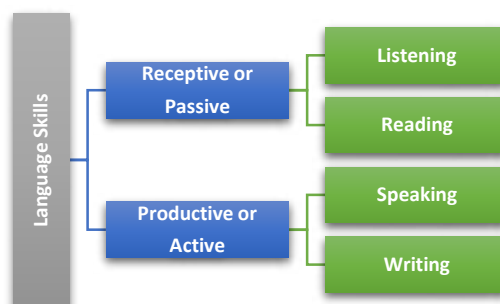 Language Skills
Receptive or
Passive
Listening
Reading
Productive or
Active
Speaking
Writing